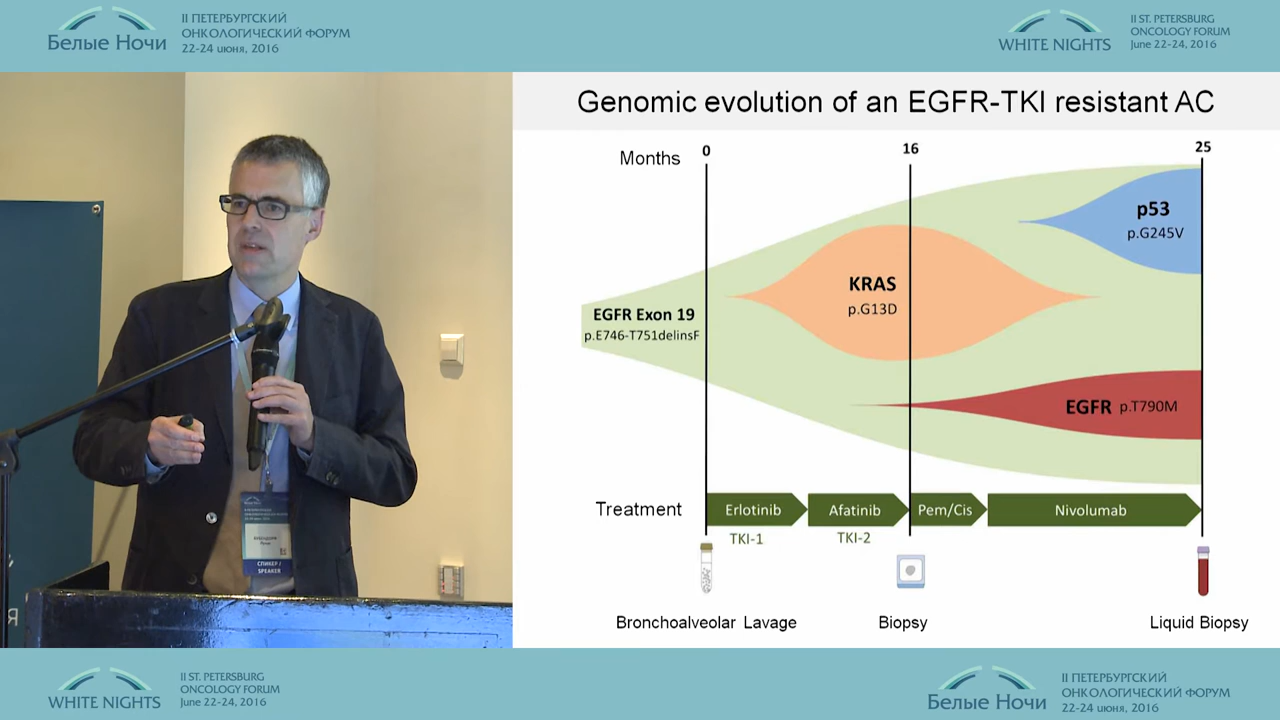 II ПЕТЕРБУРГСКИЙ
ОНКОЛОГИЧЕСКИЙ ФОРУМ
22-24 июня, 2016
Белые Ночи
II ST. PETERSBURG
ONCOLOGY FORUM
June 22-24, 2016
WHITE NIGHTS
Genomic evolution of an EGFR-TKI resistant AC
Months
0
16
25
p53
p.G245V
KRAS
p.G13D
EGFR Exon 19
p.E746-T751delinsF
EGFR p.T790M
Treatment
Erlotinib
Afatinib
Pem/Cis
Nivolumab
TKI-1
TKI-2
Bronchoalveolar Lavage
Biopsy
Liquid Biopsy
СПИКЕР /
SPEAKER
WHITE NIGHTS
II ST. PETERSBURG
ONCOLOGY FORUM
June 22-24, 2016
Белые Ночи
II ПЕТЕРБУРГСКИЙ
ОНКОЛОГИЧЕСКИЙ ФОРУМ
22-24 июня, 2016